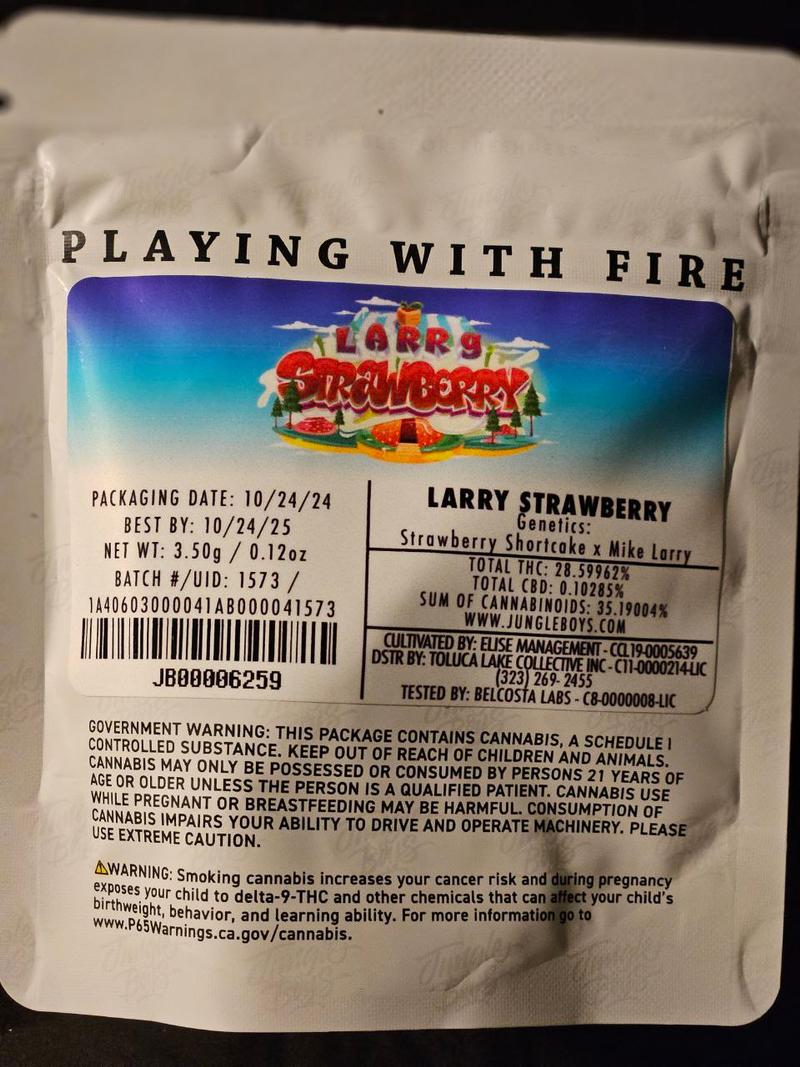 PLAYING WITH FIRE
LARRY
STRAWBERRY
PACKAGING DATE: 10/24/24
BEST BY: 10/24/25
NET WT: 3.50g / 0.12oz
BATCH #/UID: 1573 /
1A40603000041AB000041573
JB00006259
LARRY STRAWBERRY
Genetics:
Strawberry Shortcake x Mike Larry
TOTAL THC: 28.59962%
TOTAL CBD: 0.10285%
SUM OF CANNABINOIDS: 35.19004%
WWW.JUNGLEBOYS.COM
CULTIVATED BY: ELISE MANAGEMENT - CCL19-0005639
DSTR BY: TOLUCA LAKE COLLECTIVE INC - C11-0000214-LIC
(323) 269- 2455
TESTED BY: BELCOSTA LABS - C8-0000008-LIC
GOVERNMENT WARNING: THIS PACKAGE CONTAINS CANNABIS, A SCHEDULE I
CONTROLLED SUBSTANCE. KEEP OUT OF REACH OF CHILDREN AND ANIMALS.
CANNABIS MAY ONLY BE POSSESSED OR CONSUMED BY PERSONS 21 YEARS OF
AGE OR OLDER UNLESS THE PERSON IS A QUALIFIED PATIENT. CANNABIS USE
WHILE PREGNANT OR BREASTFEEDING MAY BE HARMFUL. CONSUMPTION OF
CANNABIS IMPAIRS YOUR ABILITY TO DRIVE AND OPERATE MACHINERY. PLEASE
USE EXTREME CAUTION.
⚠WARNING: Smoking cannabis increases your cancer risk and during pregnancy
exposes your child to delta-9-THC and other chemicals that can affect your child's
birthweight, behavior, and learning ability. For more information go to
www.P65Warnings.ca.gov/cannabis.